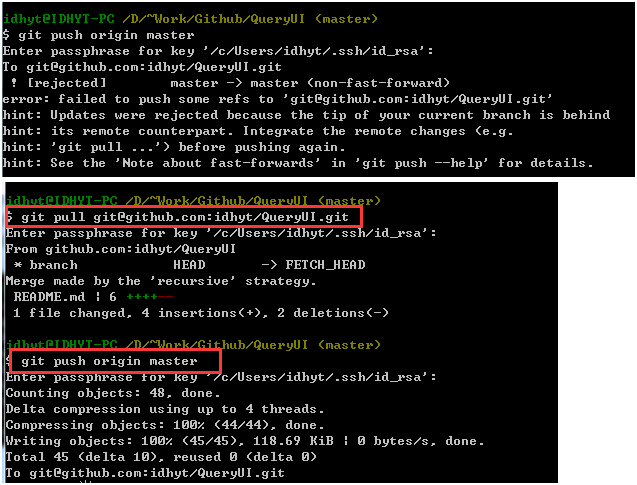 idhyt@IDHYT-PC /D/~Work/Github/QueryUI (master)
$ git push origin master
Enter passphrase for key '/c/Users/idhyt/.ssh/id_rsa':
To git@github.com:idhyt/QueryUI.git
 ! [rejected]        master -> master (non-fast-forward)
error: failed to push some refs to 'git@github.com:idhyt/QueryUI.git'
hint: Updates were rejected because the tip of your current branch is behind
hint: its remote counterpart. Integrate the remote changes (e.g.
hint: 'git pull ...') before pushing again.
hint: See the 'Note about fast-forwards' in 'git push --help' for details.
idhyt@IDHYT-PC /D/~Work/Github/QueryUI (master)
$ git pull git@github.com:idhyt/QueryUI.git
Enter passphrase for key '/c/Users/idhyt/.ssh/id_rsa':
From github.com:idhyt/QueryUI
 * branch            HEAD       -> FETCH_HEAD
Merge made by the 'recursive' strategy.
 README.md | 6 ++++--
 1 file changed, 4 insertions(+), 2 deletions(-)
idhyt@IDHYT-PC /D/~Work/Github/QueryUI (master)
$ git push origin master
Enter passphrase for key '/c/Users/idhyt/.ssh/id_rsa':
Counting objects: 48, done.
Delta compression using up to 4 threads.
Compressing objects: 100% (44/44), done.
Writing objects: 100% (45/45), 118.69 KiB | 0 bytes/s, done.
Total 45 (delta 10), reused 0 (delta 0)
To git@github.com:idhyt/QueryUI.git